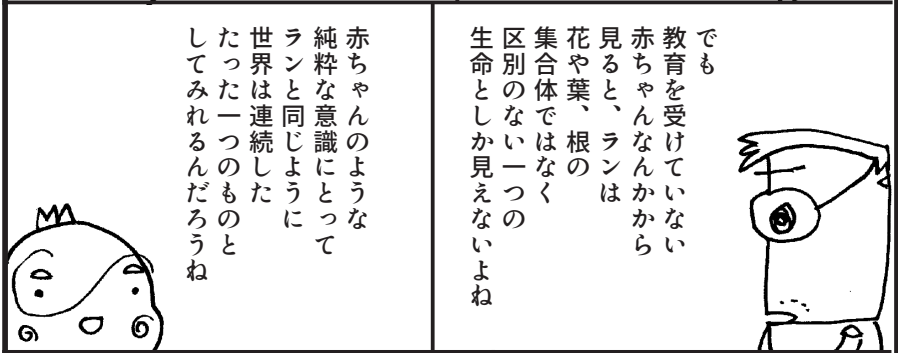 でも
教育を受けていない
赤ちゃんなんかから
見ると、ランは
花や葉、根の
集合体ではなく
区別のない一つの
生命としか見えないよね
赤ちゃんのような
純粋な意識にとって
ランと同じように
世界は連続した
たった一つのものと
してみれるんだろうね